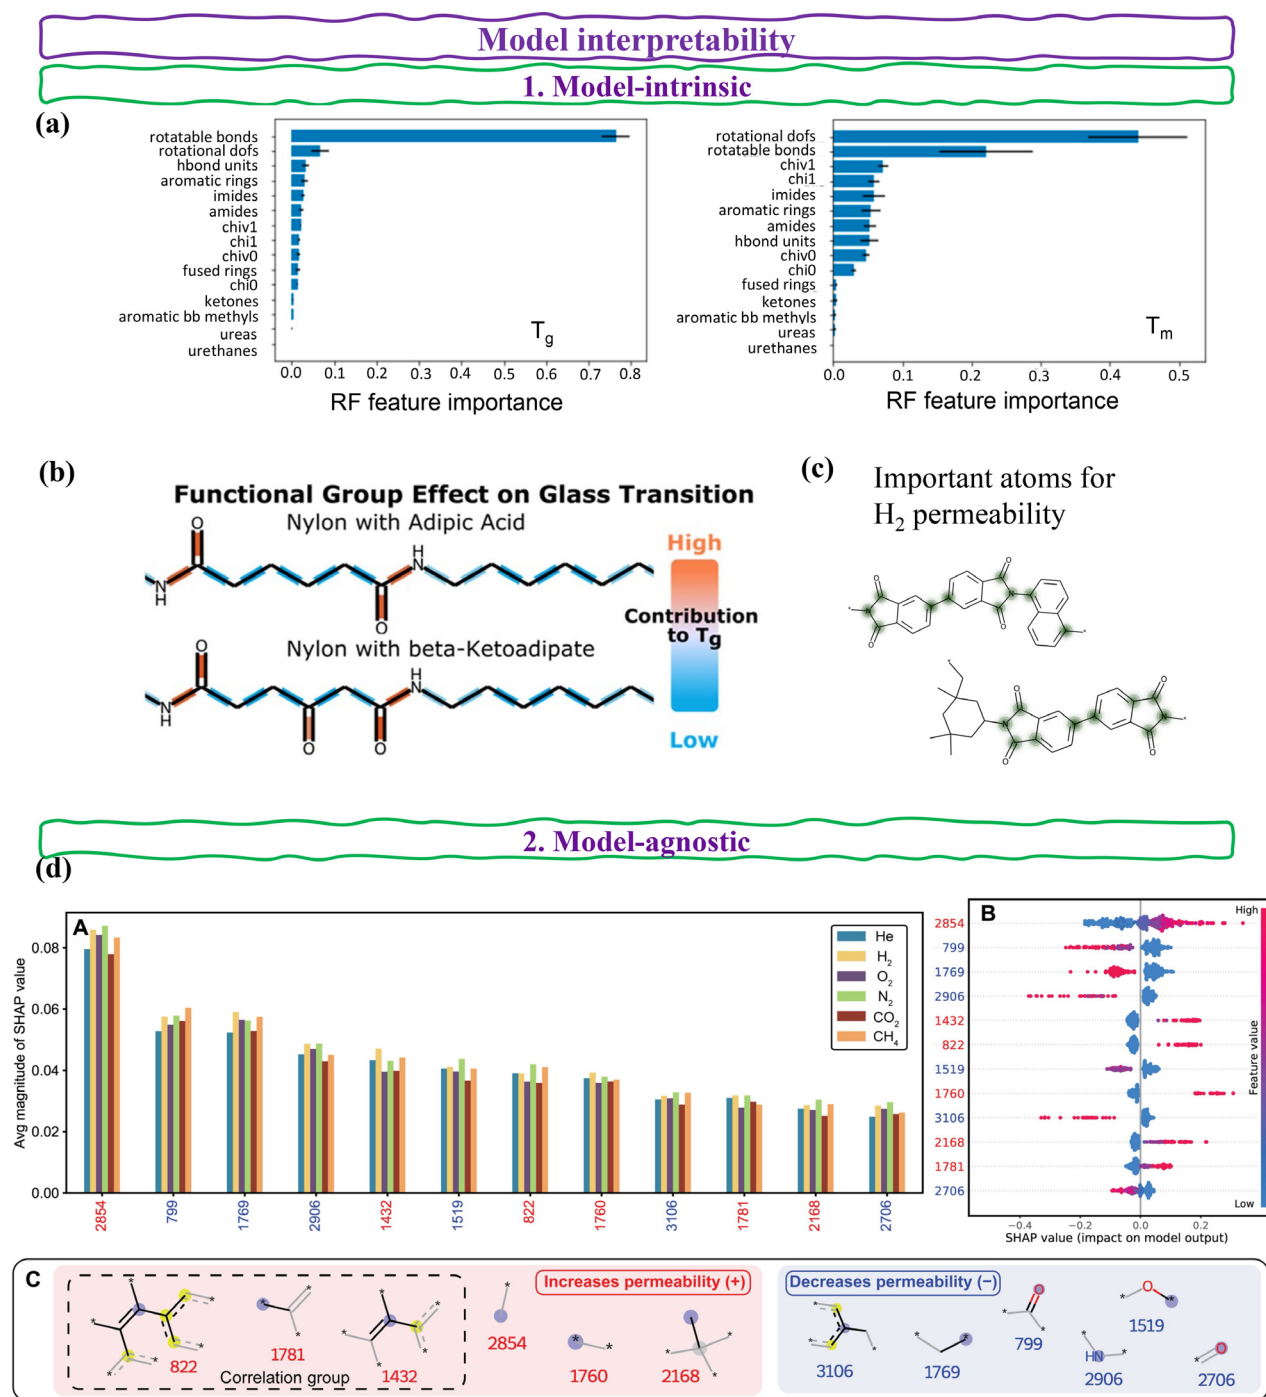 Model interpretability
1. Model-intrinsic
(a)
rotatable bonds
rotational dofs
hbond units
aromatic rings
imides
amides
chiv1
chi1
chiv0
fused rings
chi0
ketones
aromatic bb methyls
ureas
urethanes
Tg
0.0 0.1 0.2 0.3 0.4 0.5 0.6 0.7 0.8
RF feature importance
rotational dofs
rotatable bonds
chiv1
chi1
imides
aromatic rings
amides
hbond units
chiv0
chi0
fused rings
ketones
aromatic bb methyls
ureas
urethanes
Tm
0.0 0.1 0.2 0.3 0.4 0.5
RF feature importance
(b)
Functional Group Effect on Glass Transition
Nylon with Adipic Acid
O
H
N
N
H
O
Nylon with beta-Ketoadipate
O
H
N
N
H
O O
High
Contribution
to Tg
Low
(c)
Important atoms for
H2 permeability
O O
N N
O O
O O
N N
O O
2. Model-agnostic
(d)
A
Avg magnitude of SHAP value
0.08
0.06
0.04
0.02
0.00
He
H2
O2
N2
CO2
CH4
2854 799 1769 2906 1432 1519 822 1760 3106 1781 2168 2706
B
2854
799
1769
2906
1432
822
1519
1760
3106
2168
1781
2706
High
Feature value
Low
−0.4 −0.2 0.0 0.2
SHAP value (impact on model output)
C
Increases permeability (+)
822
1781
1432
Correlation group
2854
1760
2168
Decreases permeability (−)
3106
1769
O
799
HN
2906
O
1519
O
2706